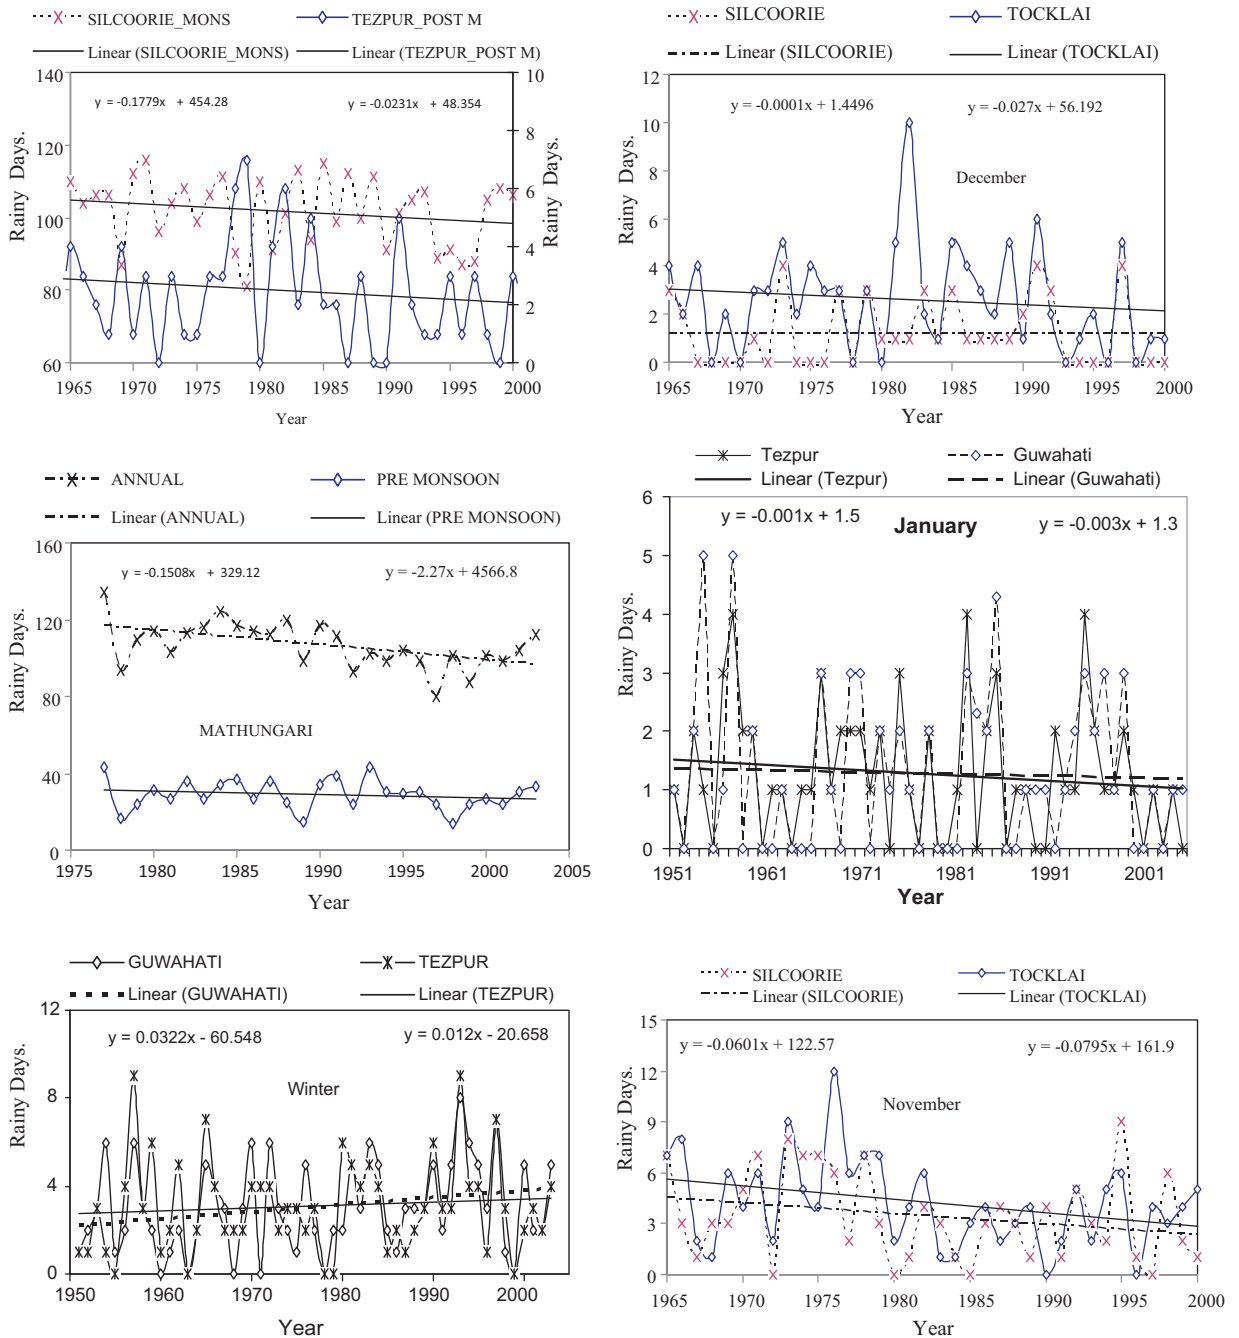 SILCOORIE_MONS TEZPUR_POST M
Linear (SILCOORIE_MONS) Linear (TEZPUR_POST M)
140 10
y = -0.1779x + 454.28 y = -0.0231x + 48.354
120 8
100 6
80 4
2
60 0
1965 1970 1975 1980 1985 1990 1995 2000
Rainy Days.
Rainy Days.
Year
SILCOORIE TOCKLAI
Linear (SILCOORIE) Linear (TOCKLAI)
12
y = -0.0001x + 1.4496 y = -0.027x + 56.192
10
December
8
6
4
2
0
1965 1970 1975 1980 1985 1990 1995 2000
Rainy Days.
Year
ANNUAL PRE MONSOON
Linear (ANNUAL) Linear (PRE MONSOON)
160
y = -0.1508x + 329.12 y = -2.27x + 4566.8
120
80
MATHUNGARI
40
0
1975 1980 1985 1990 1995 2000 2005
Rainy Days.
Year
Tezpur Guwahati
Linear (Tezpur) Linear (Guwahati)
6
y = -0.001x + 1.5 January y = -0.003x + 1.3
5
4
3
2
1
0
1951 1961 1971 1981 1991 2001
Rainy Days.
Year
GUWAHATI TEZPUR
Linear (GUWAHATI) Linear (TEZPUR)
12
y = 0.0322x - 60.548 y = 0.012x - 20.658
Winter
8
4
0
1950 1960 1970 1980 1990 2000
Rainy Days.
Year
SILCOORIE TOCKLAI
Linear (SILCOORIE) Linear (TOCKLAI)
15
y = -0.0601x + 122.57 y = -0.0795x + 161.9
12
November
9
6
3
0
1965 1970 1975 1980 1985 1990 1995 2000
Rainy Days.
Year